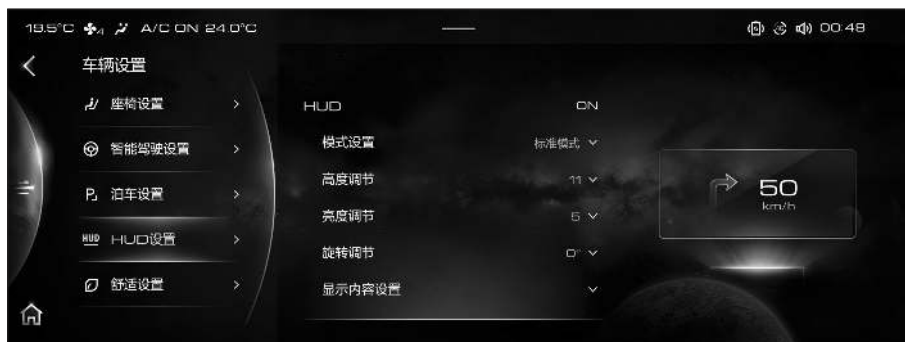 19.5°C 4 A/C ON 24.0°C 00:48
车辆设置
座椅设置
智能驾驶设置
P 泊车设置
HUD HUD设置
舒适设置
HUD ON
模式设置 标准模式
高度调节 11
亮度调节 5
旋转调节 0°
显示内容设置
50
km/h